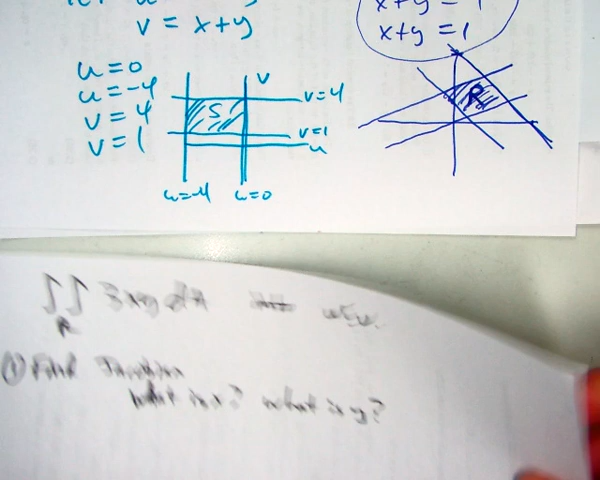 v = x+y
x+y = 1
u=0
u=-4
v=4
v=1
v
v=4
S
v=1
u
u=-4 u=0
R
∬ 3xy dA
R
① Find Jacobian
What is x? What is y?